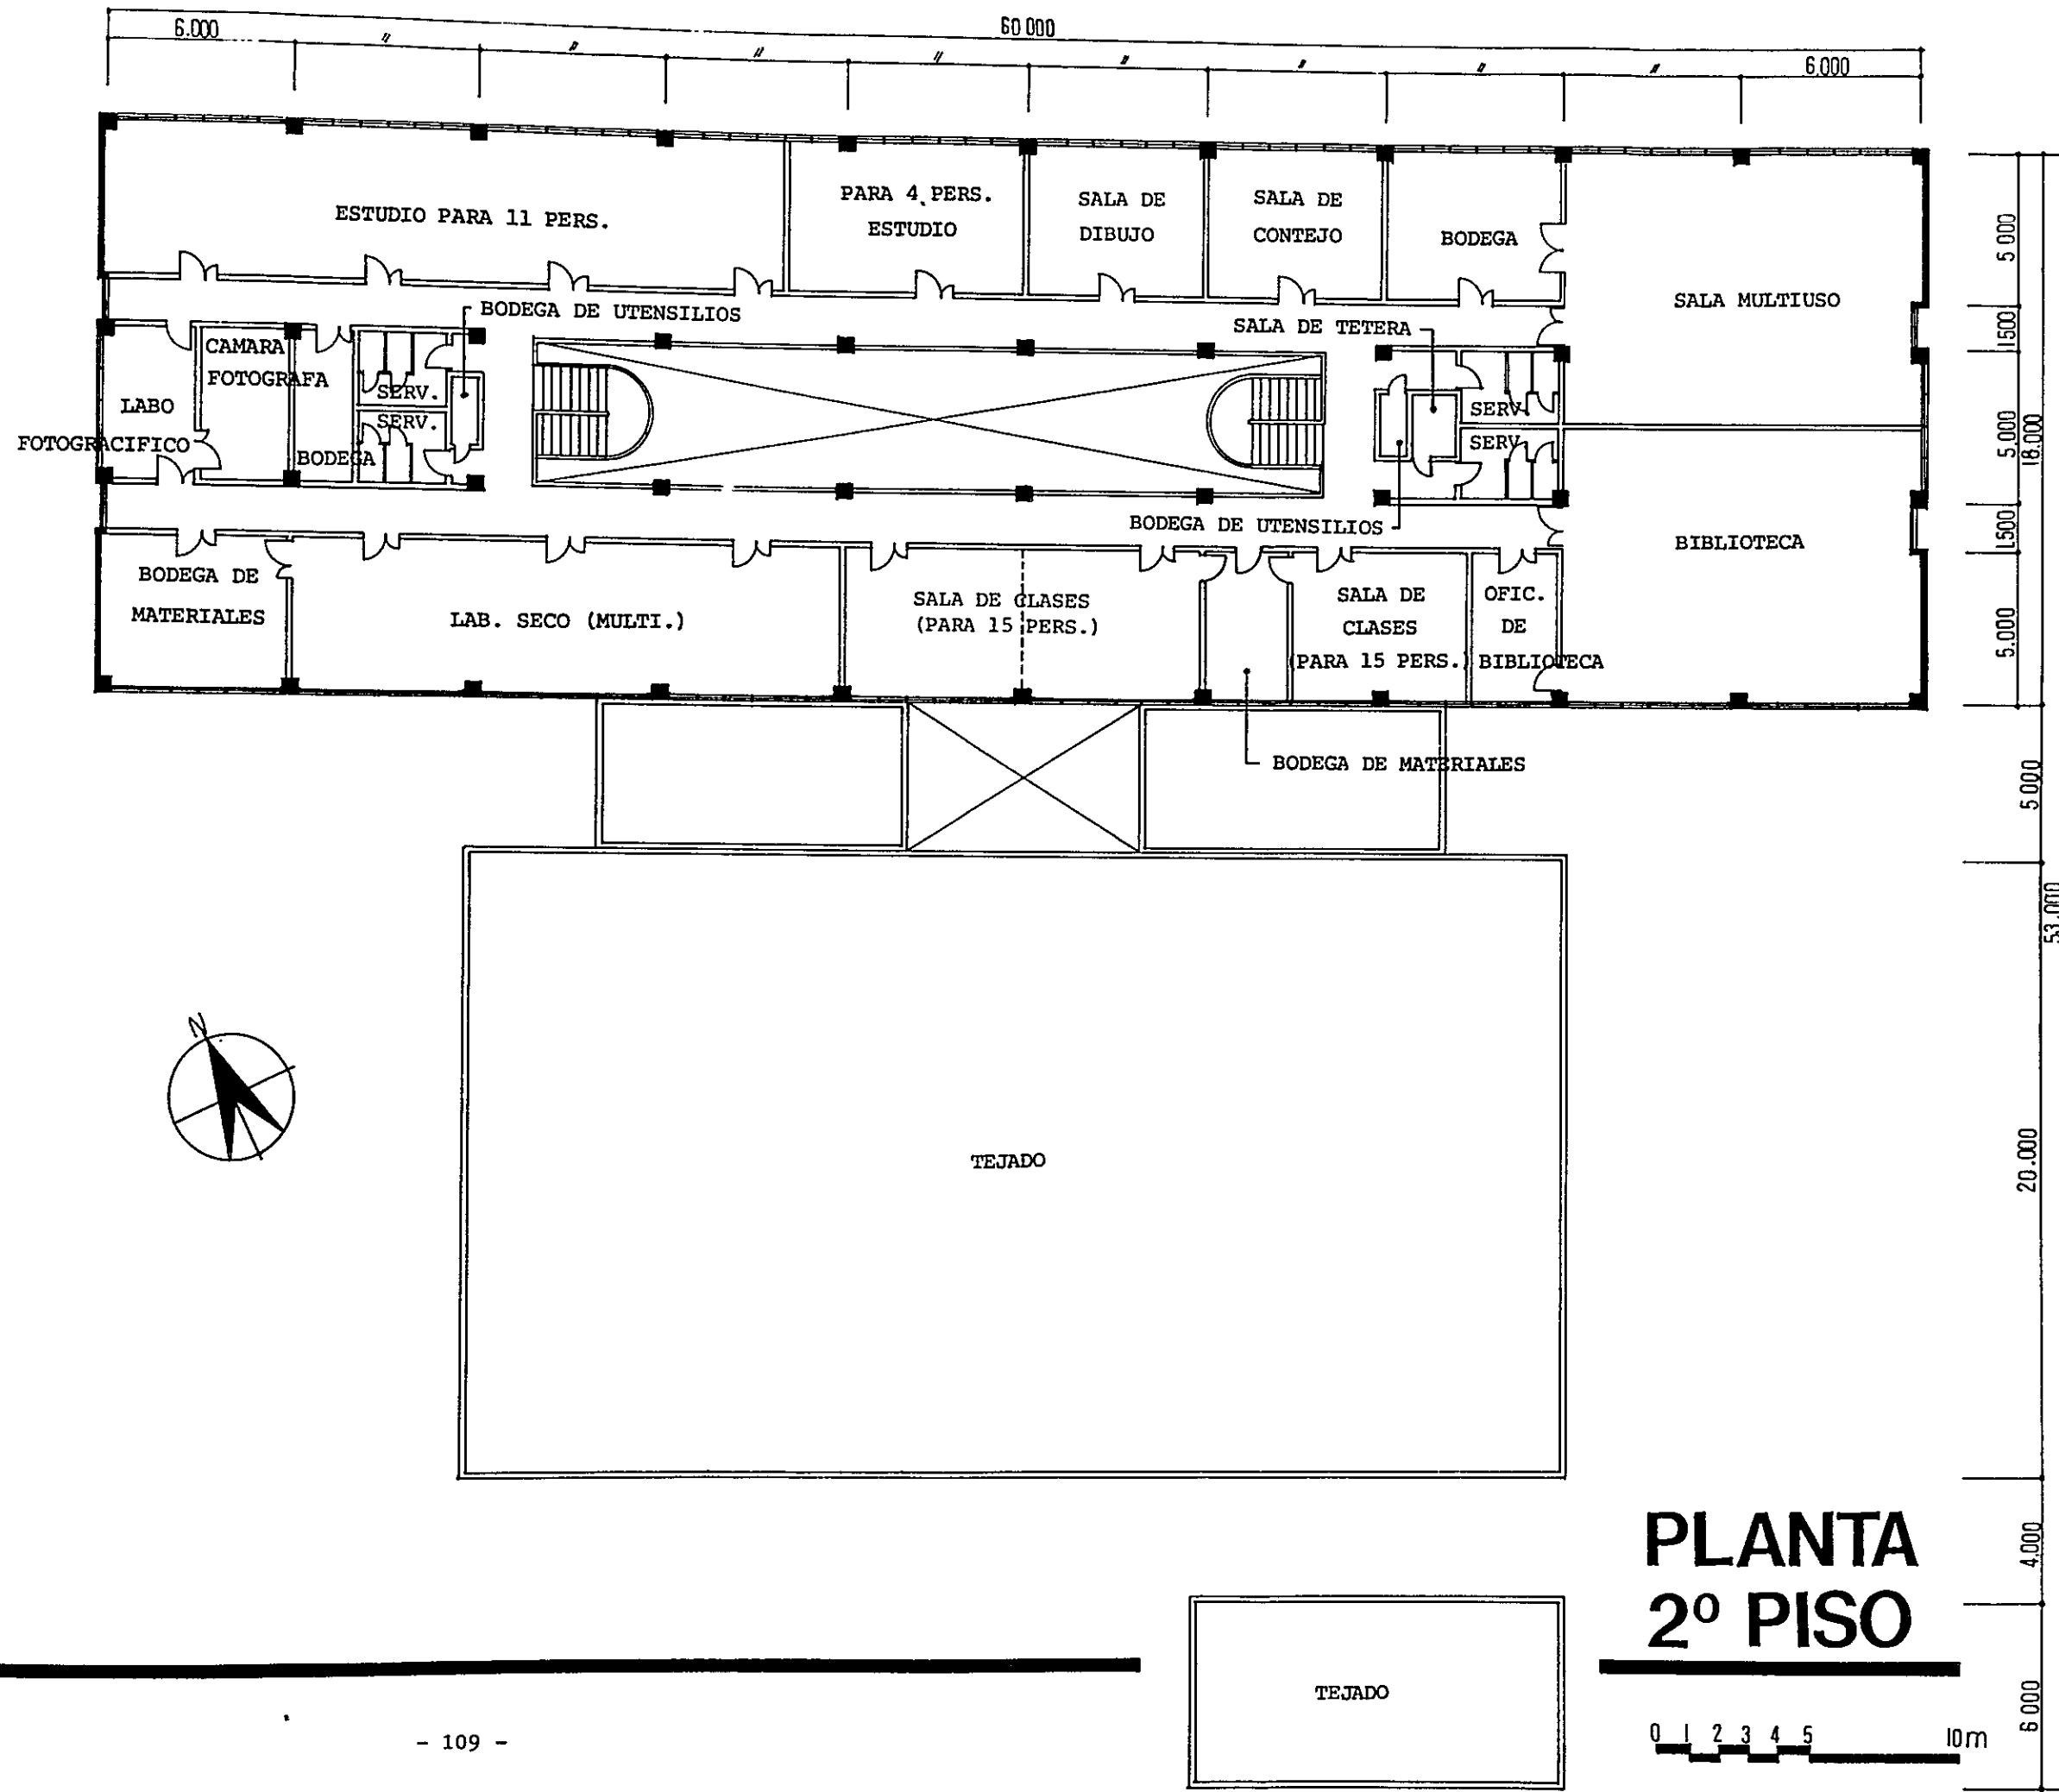 60 000
6.000 〃 〃 〃 〃 〃 〃 〃 〃 6.000
ESTUDIO PARA 11 PERS.
PARA 4 PERS.
ESTUDIO
SALA DE
DIBUJO
SALA DE
CONTEJO
BODEGA
SALA MULTIUSO
BODEGA DE UTENSILIOS
SALA DE TETERA
CAMARA
FOTOGRAFA
LABO
FOTOGRACIFICO
BODEGA
SERV.
SERV.
SERV.
SERV.
BODEGA DE UTENSILIOS
BIBLIOTECA
BODEGA DE
MATERIALES
LAB. SECO (MULTI.)
SALA DE CLASES
(PARA 15 PERS.)
SALA DE
CLASES
(PARA 15 PERS.)
OFIC.
DE
BIBLIOTECA
BODEGA DE MATERIALES
5 000
1500
5.000
18.000
1.500
5.000
5 000
53.000
20.000
4.000
6 000
N
TEJADO
TEJADO
PLANTA
2º PISO
0 1 2 3 4 5 10m
- 109 -